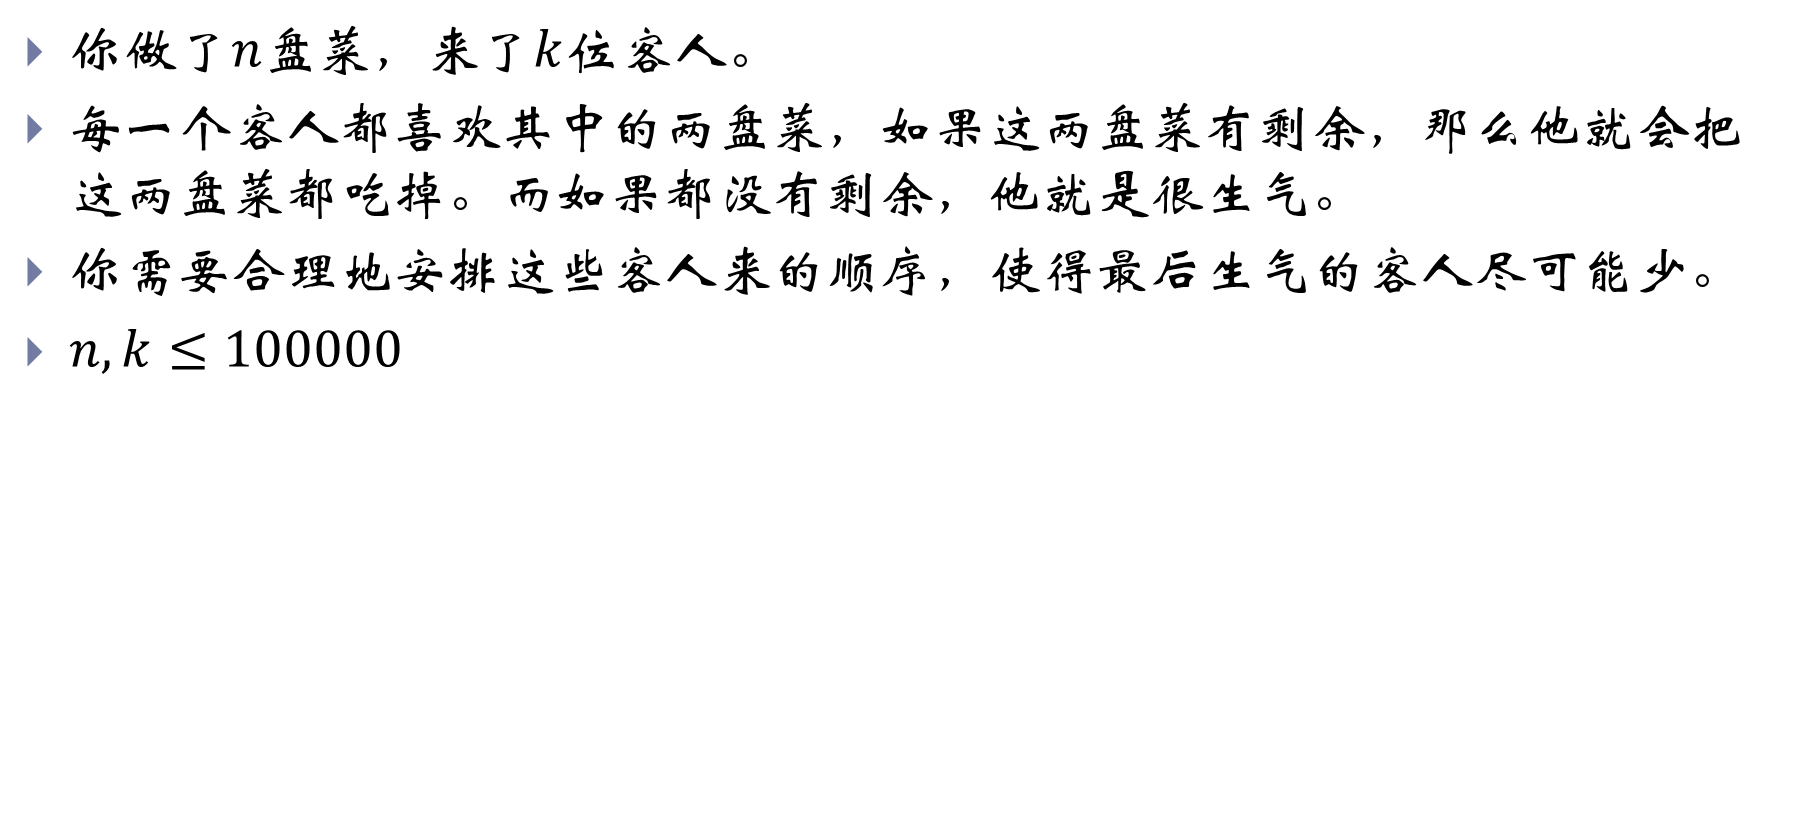 你做了n盘菜，来了k位客人。
每一个客人都喜欢其中的两盘菜，如果这两盘菜有剩余，那么他就会把
这两盘菜都吃掉。而如果都没有剩余，他就是很生气。
你需要合理地安排这些客人来的顺序，使得最后生气的客人尽可能少。
n, k ≤ 100000